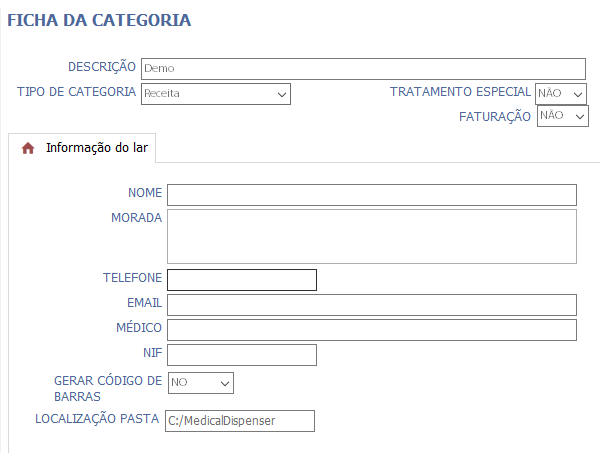 FICHA DA CATEGORIA
DESCRIÇÃO Demo
TIPO DE CATEGORIA Receita TRATAMENTO ESPECIAL NÃO
FATURAÇÃO NÃO
Informação do lar
NOME
MORADA
TELEFONE
EMAIL
MÉDICO
NIF
GERAR CÓDIGO DE NO
BARRAS
LOCALIZAÇÃO PASTA C:/MedicalDispenser